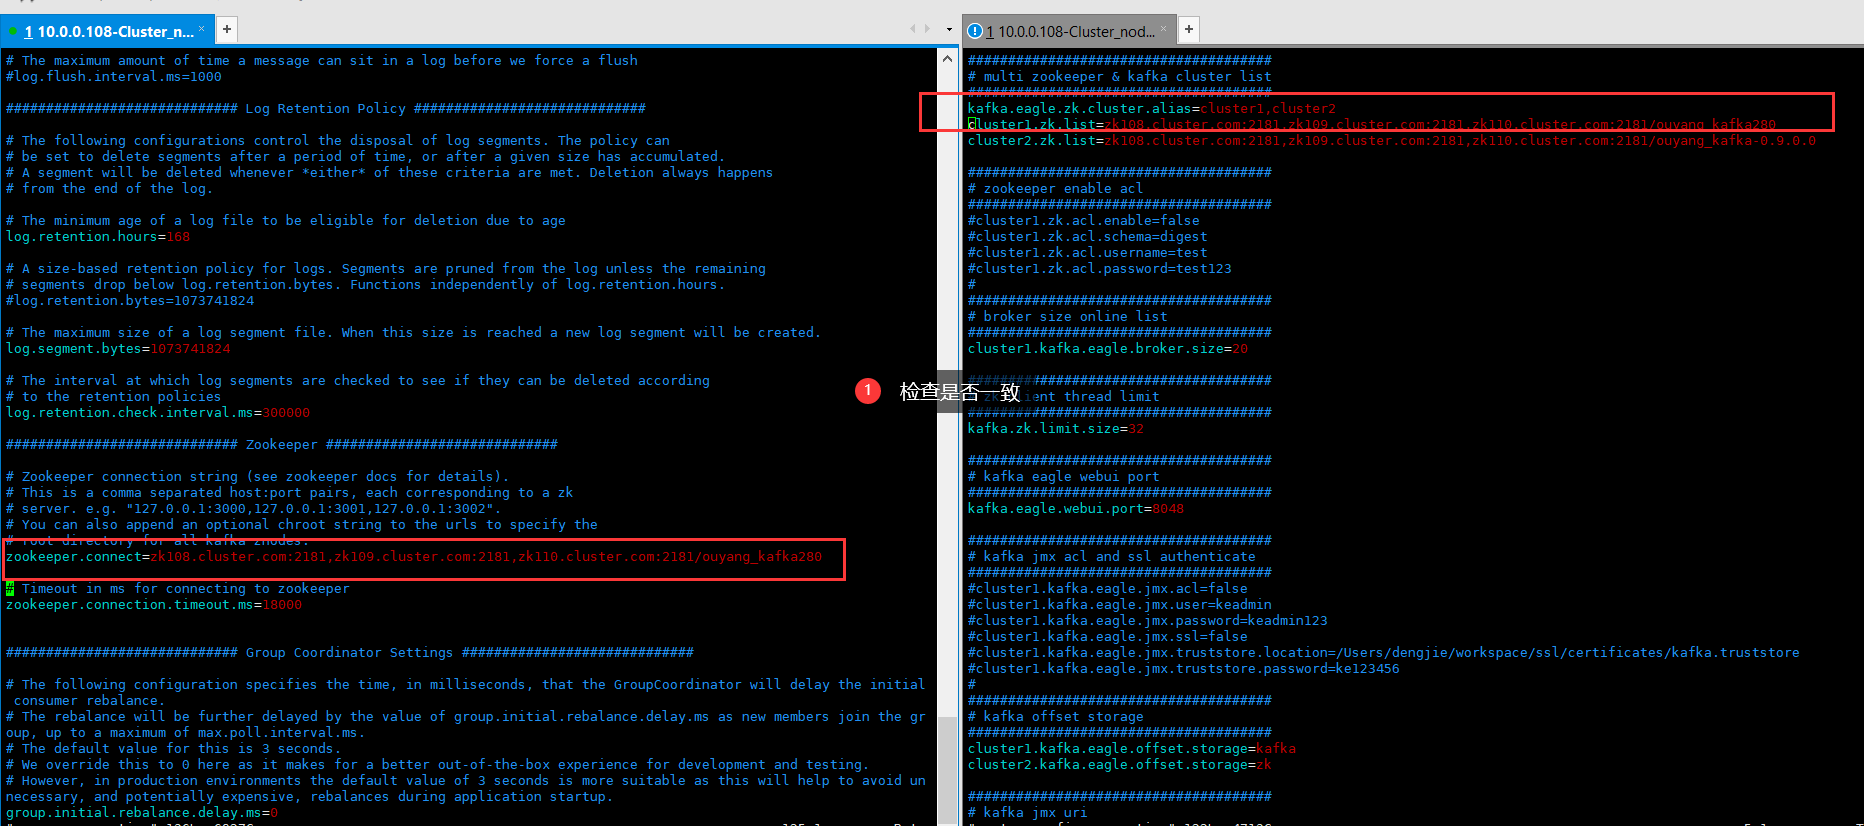 1 10.0.0.108-Cluster_n... × +
# The maximum amount of time a message can sit in a log before we force a flush
#log.flush.interval.ms=1000
############################# Log Retention Policy #############################
# The following configurations control the disposal of log segments. The policy can
# be set to delete segments after a period of time, or after a given size has accumulated.
# A segment will be deleted whenever *either* of these criteria are met. Deletion always happens
# from the end of the log.
# The minimum age of a log file to be eligible for deletion due to age
log.retention.hours=168
# A size-based retention policy for logs. Segments are pruned from the log unless the remaining
# segments drop below log.retention.bytes. Functions independently of log.retention.hours.
#log.retention.bytes=1073741824
# The maximum size of a log segment file. When this size is reached a new log segment will be created.
log.segment.bytes=1073741824
# The interval at which log segments are checked to see if they can be deleted according
# to the retention policies
log.retention.check.interval.ms=300000
############################# Zookeeper #############################
# Zookeeper connection string (see zookeeper docs for details).
# This is a comma separated host:port pairs, each corresponding to a zk
# server. e.g. "127.0.0.1:3000,127.0.0.1:3001,127.0.0.1:3002".
# You can also append an optional chroot string to the urls to specify the
# root directory for all kafka znodes.
zookeeper.connect=zk108.cluster.com:2181,zk109.cluster.com:2181,zk110.cluster.com:2181/ouyang_kafka280
# Timeout in ms for connecting to zookeeper
zookeeper.connection.timeout.ms=18000
############################# Group Coordinator Settings #############################
# The following configuration specifies the time, in milliseconds, that the GroupCoordinator will delay the initial
consumer rebalance.
# The rebalance will be further delayed by the value of group.initial.rebalance.delay.ms as new members join the gr
oup, up to a maximum of max.poll.interval.ms.
# The default value for this is 3 seconds.
# We override this to 0 here as it makes for a better out-of-the-box experience for development and testing.
# However, in production environments the default value of 3 seconds is more suitable as this will help to avoid un
necessary, and potentially expensive, rebalances during application startup.
group.initial.rebalance.delay.ms=0
1 检查是否一致
1 10.0.0.108-Cluster_nod... × +
######################################
# multi zookeeper & kafka cluster list
######################################
kafka.eagle.zk.cluster.alias=cluster1,cluster2
cluster1.zk.list=zk108.cluster.com:2181,zk109.cluster.com:2181,zk110.cluster.com:2181/ouyang_kafka280
cluster2.zk.list=zk108.cluster.com:2181,zk109.cluster.com:2181,zk110.cluster.com:2181/ouyang_kafka-0.9.0.0
######################################
# zookeeper enable acl
######################################
#cluster1.zk.acl.enable=false
#cluster1.zk.acl.schema=digest
#cluster1.zk.acl.username=test
#cluster1.zk.acl.password=test123
#
######################################
# broker size online list
######################################
cluster1.kafka.eagle.broker.size=20
######################################
thread limit
######################################
kafka.zk.limit.size=32
######################################
# kafka eagle webui port
######################################
kafka.eagle.webui.port=8048
######################################
# kafka jmx acl and ssl authenticate
######################################
#cluster1.kafka.eagle.jmx.acl=false
#cluster1.kafka.eagle.jmx.user=keadmin
#cluster1.kafka.eagle.jmx.password=keadmin123
#cluster1.kafka.eagle.jmx.ssl=false
#cluster1.kafka.eagle.jmx.truststore.location=/Users/dengjie/workspace/ssl/certificates/kafka.truststore
#cluster1.kafka.eagle.jmx.truststore.password=ke123456
#
######################################
# kafka offset storage
######################################
cluster1.kafka.eagle.offset.storage=kafka
cluster2.kafka.eagle.offset.storage=zk
######################################
# kafka jmx uri